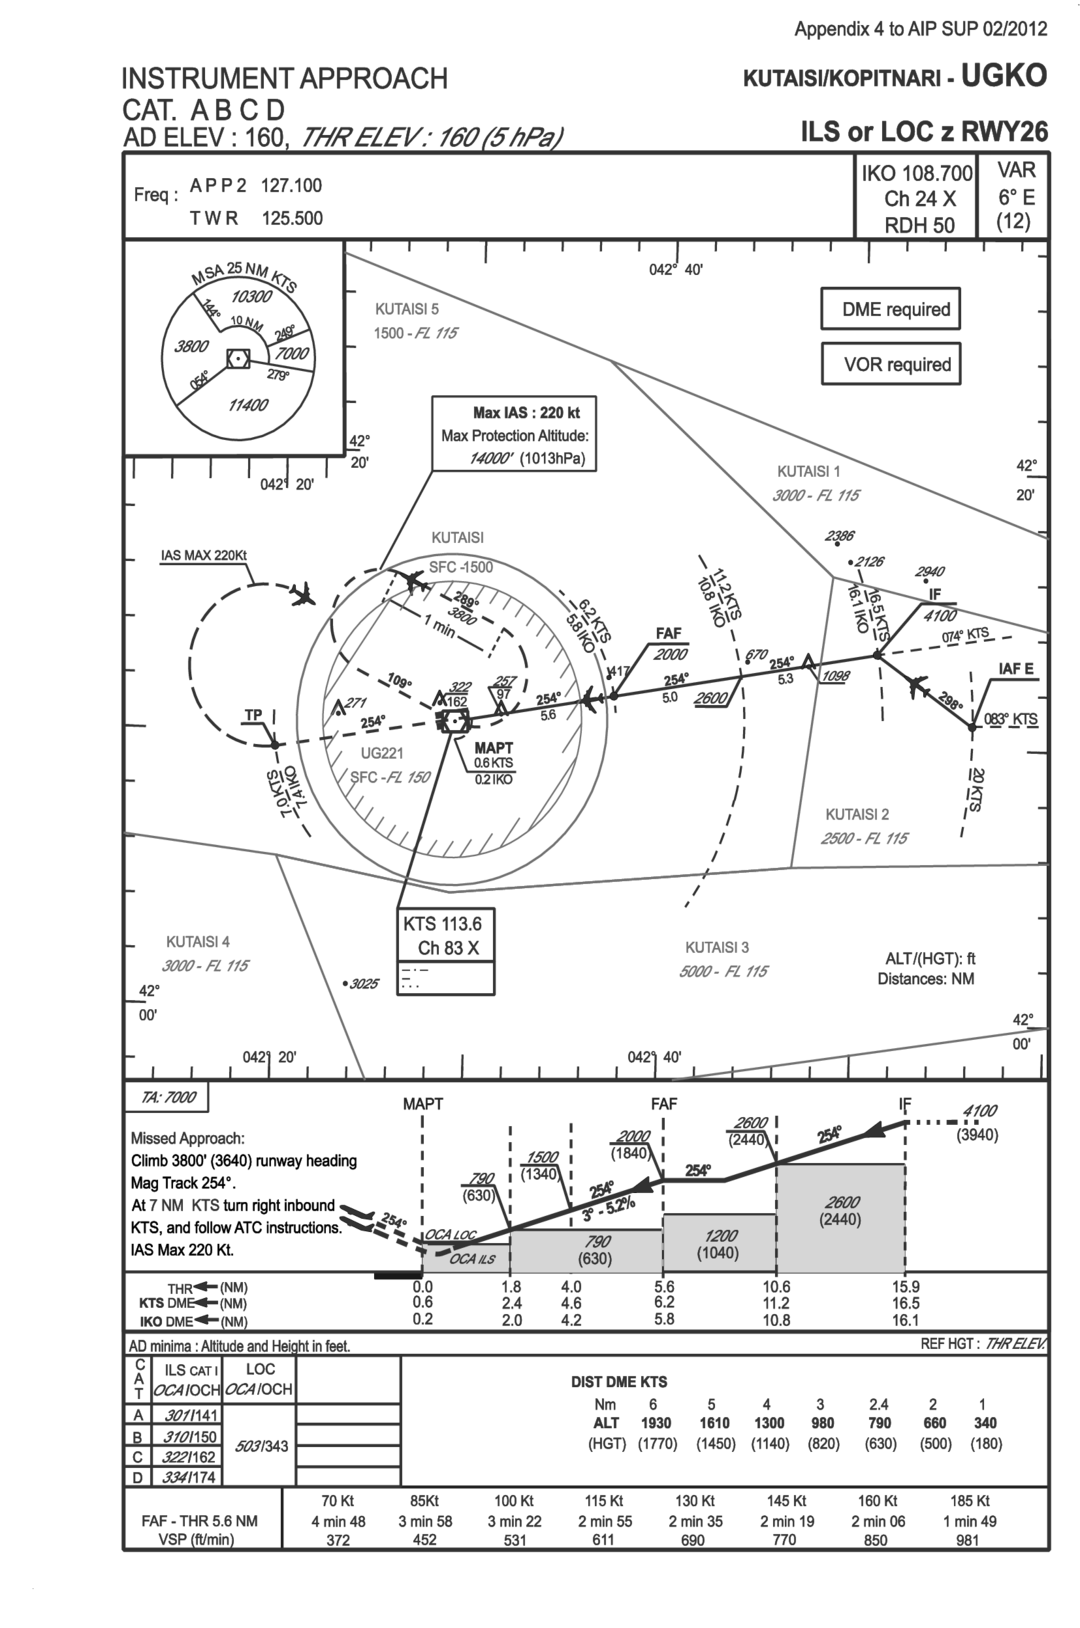 Appendix 4 to AIP SUP 02/2012
INSTRUMENT APPROACH
CAT. A B C D
AD ELEV : 160, THR ELEV : 160 (5 hPa)
KUTAISI/KOPITNARI - UGKO
ILS or LOC z RWY26
Freq : APP2 127.100
TWR 125.500
IKO 108.700
Ch 24 X
RDH 50
VAR
6° E
(12)
MSA 25 NM KTS
10300
144°
10 NM
249°
3800
7000
279°
054°
11400
042° 40'
KUTAISI 5
1500 - FL 115
DME required
VOR required
Max IAS : 220 kt
Max Protection Altitude:
14000' (1013hPa)
42°
20'
042° 20'
42°
20'
KUTAISI 1
3000 - FL 115
KUTAISI
SFC -1500
IAS MAX 220Kt
2386
2126
2940
IF
4100
16.5 KTS
16.1 IKO
074° KTS
11.2 KTS
10.8 IKO
6.2 KTS
5.8 IKO
289°
3800
1 min
FAF
2000
417
670
254°
5.3
1098
254°
5.0
2600
IAF E
298°
083° KTS
20 KTS
109°
322
162
257
97
254°
5.6
271
TP
254°
MAPT
0.6 KTS
0.2 IKO
UG221
SFC - FL 150
7.4 IKO
7.0 KTS
KUTAISI 2
2500 - FL 115
KTS 113.6
Ch 83 X
KUTAISI 4
3000 - FL 115
3025
KUTAISI 3
5000 - FL 115
ALT/(HGT): ft
Distances: NM
42°
00'
42°
00'
042° 20'
042° 40'
TA: 7000
MAPT
FAF
IF
4100
(3940)
Missed Approach:
Climb 3800' (3640) runway heading
Mag Track 254°.
At 7 NM KTS turn right inbound
KTS, and follow ATC instructions.
IAS Max 220 Kt.
254°
OCA LOC
OCA ILS
790
(630)
1500
(1340)
2000
(1840)
2600
(2440)
254°
3° - 5.2%
254°
254°
790
(630)
1200
(1040)
2600
(2440)
THR (NM) 0.0 1.8 4.0 5.6 10.6 15.9
KTS DME (NM) 0.6 2.4 4.6 6.2 11.2 16.5
IKO DME (NM) 0.2 2.0 4.2 5.8 10.8 16.1
AD minima : Altitude and Height in feet.
REF HGT : THR ELEV.
CAT
ILS CAT I
OCA/OCH
LOC
OCA/OCH
A 301/141
B 310/150
C 322/162
D 334/174
503/343
DIST DME KTS
Nm 6 5 4 3 2.4 2 1
ALT 1930 1610 1300 980 790 660 340
(HGT) (1770) (1450) (1140) (820) (630) (500) (180)
70 Kt 85Kt 100 Kt 115 Kt 130 Kt 145 Kt 160 Kt 185 Kt
FAF - THR 5.6 NM 4 min 48 3 min 58 3 min 22 2 min 55 2 min 35 2 min 19 2 min 06 1 min 49
VSP (ft/min) 372 452 531 611 690 770 850 981